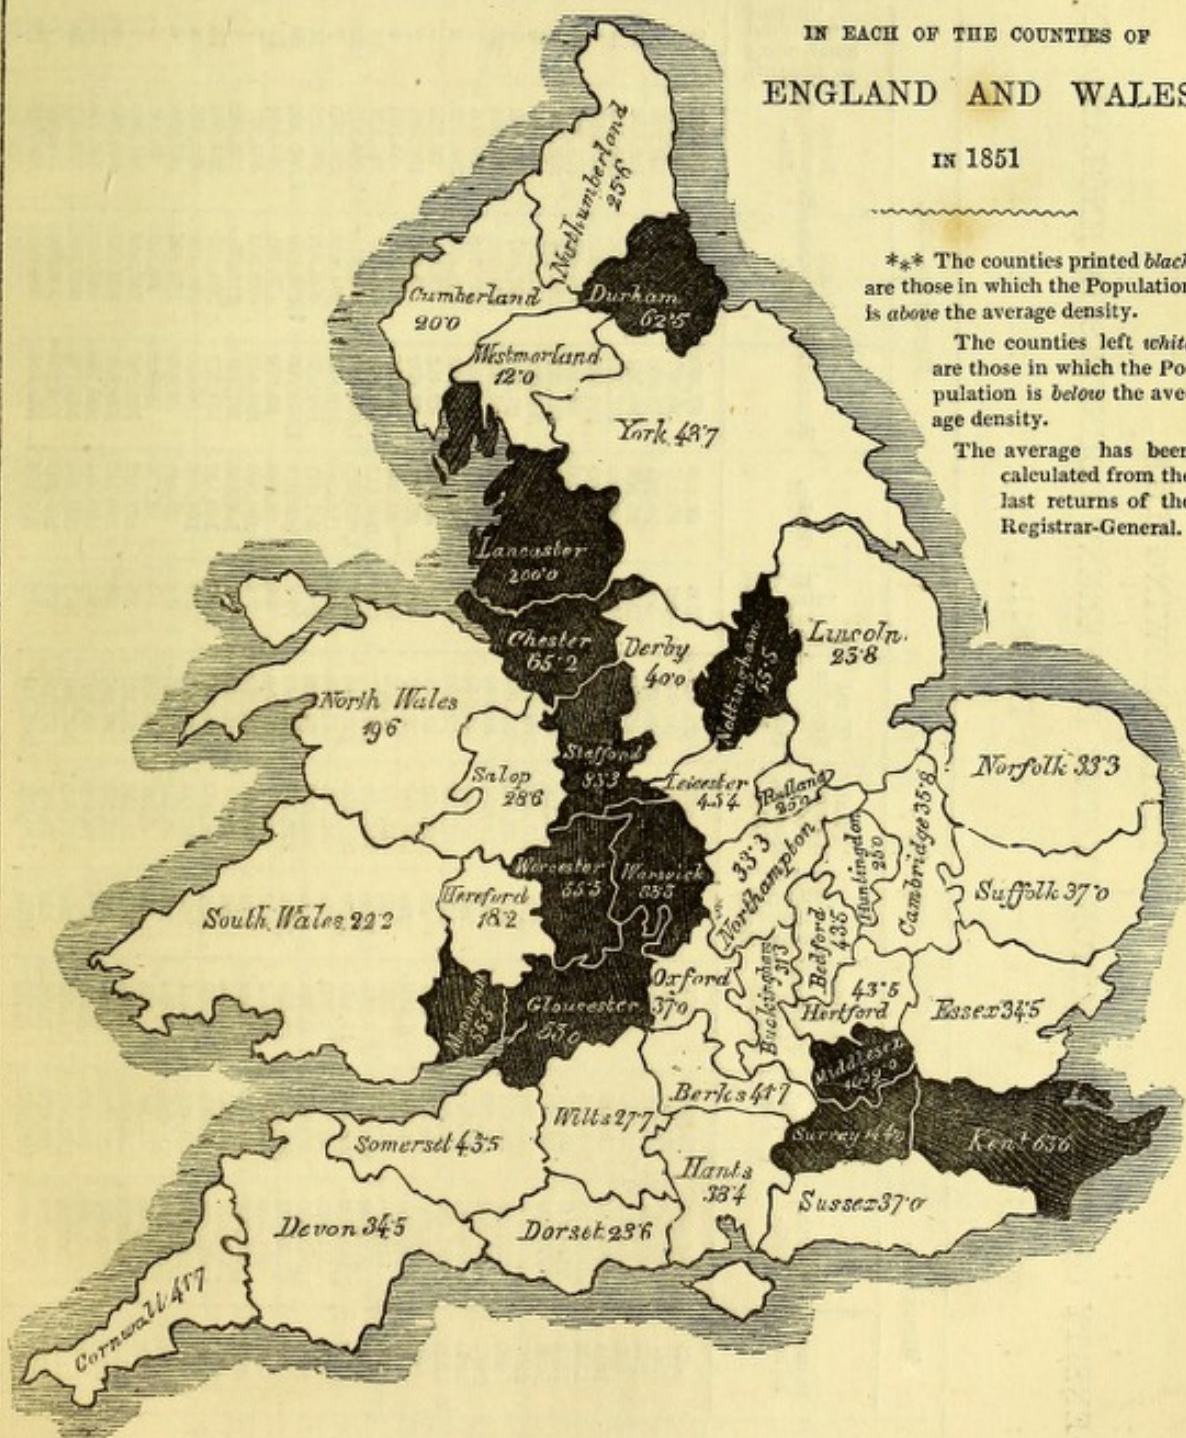 IN EACH OF THE COUNTIES OF
ENGLAND AND WALES
IN 1851
*** The counties printed black
are those in which the Population
is above the average density.
The counties left whit
are those in which the Po-
pulation is below the ave
age density.
The average has been
calculated from the
last returns of the
Registrar-General.
Northumberland
25·6
Cumberland
20·0
Durham
62·5
Westmorland
12·0
York
Lancaster
200·0
Chester
65·2
Derby
40·0
Nottingham
55·5
Lincoln.
23·8
North Wales
19·6
Salop
28·6
Stafford
Leicester
45·4
Rutland
25·0
Norfolk 33·3
Cambridge 35·8
Huntingdon
Suffolk 37·0
33·3
Northampton
Worcester
55·5
Warwick
83·3
Hereford
18·2
South Wales 22·2
Bedford
43·5
Monmouth
Gloucester
53·0
Oxford
37·0
Buckingham
43·5
Hertford
Essex 34·5
Middlesex
Berks 41·7
Wilts 27·7
Surrey
Kent 63·6
Somerset 43·5
Hants
38·4
Sussex 37·0
Devon 34·5
Dorset
Cornwall 41·7